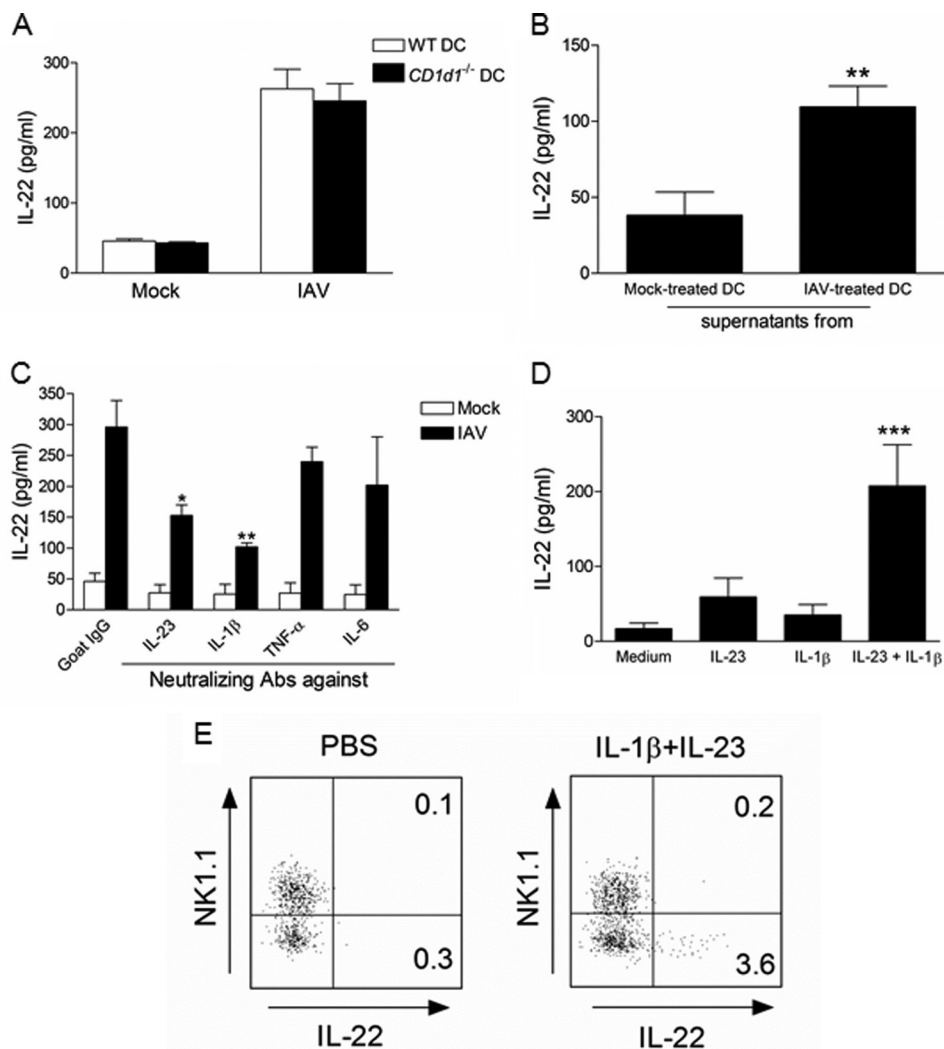 A
WT DC
CD1d1-/- DC
IL-22 (pg/ml)
300
200
100
0
Mock
IAV
B
**
IL-22 (pg/ml)
150
100
50
0
Mock-treated DC
IAV-treated DC
supernatants from
C
Mock
IAV
IL-22 (pg/ml)
350
300
250
200
150
100
50
0
*
**
Goat IgG
IL-23
IL-1β
TNF-α
IL-6
Neutralizing Abs against
D
***
IL-22 (pg/ml)
300
200
100
0
Medium
IL-23
IL-1β
IL-23 + IL-1β
E
PBS
NK1.1
0.1
0.3
IL-22
IL-1β+IL-23
NK1.1
0.2
3.6
IL-22